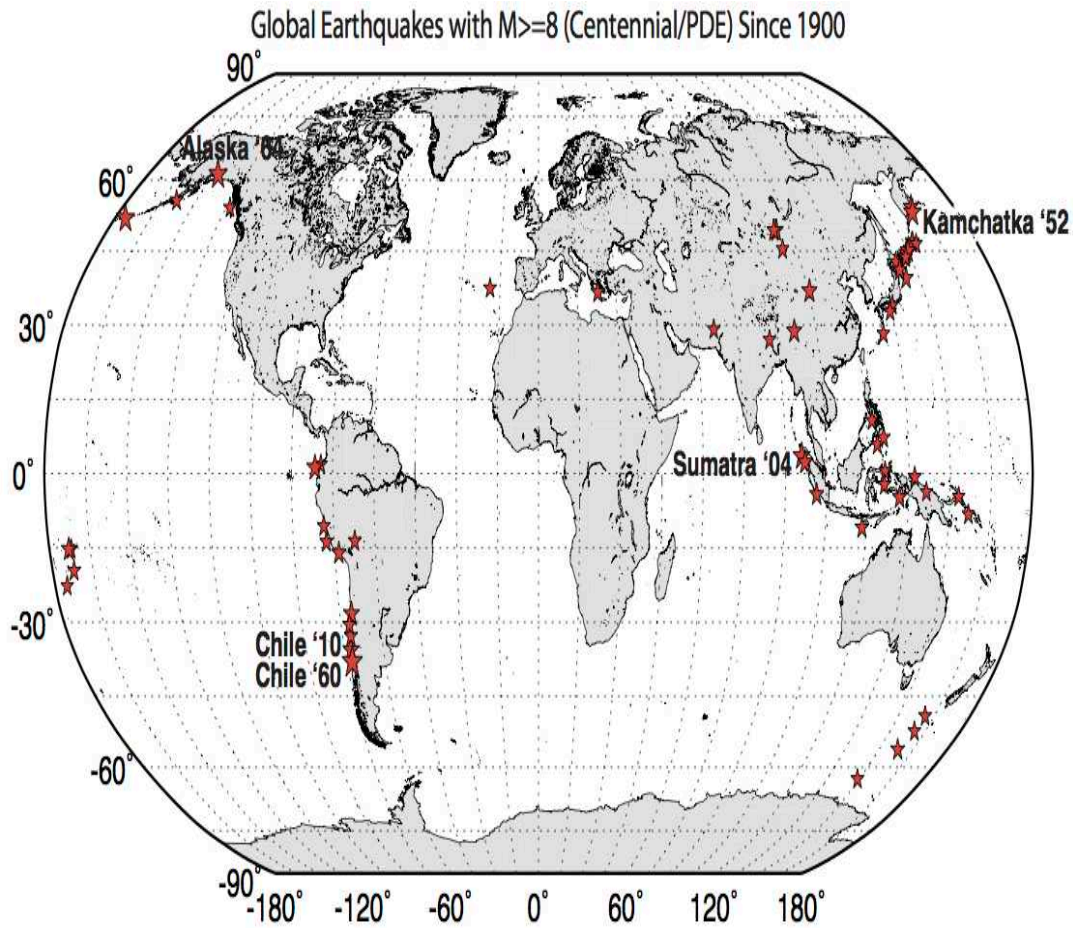 Global Earthquakes with M>=8 (Centennial/PDE) Since 1900
90°
Alaska '64
60°
Kamchatka '52
30°
0°
Sumatra '04
-30°
Chile '10
Chile '60
-60°
-90°
-180° -120° -60° 0° 60° 120° 180°